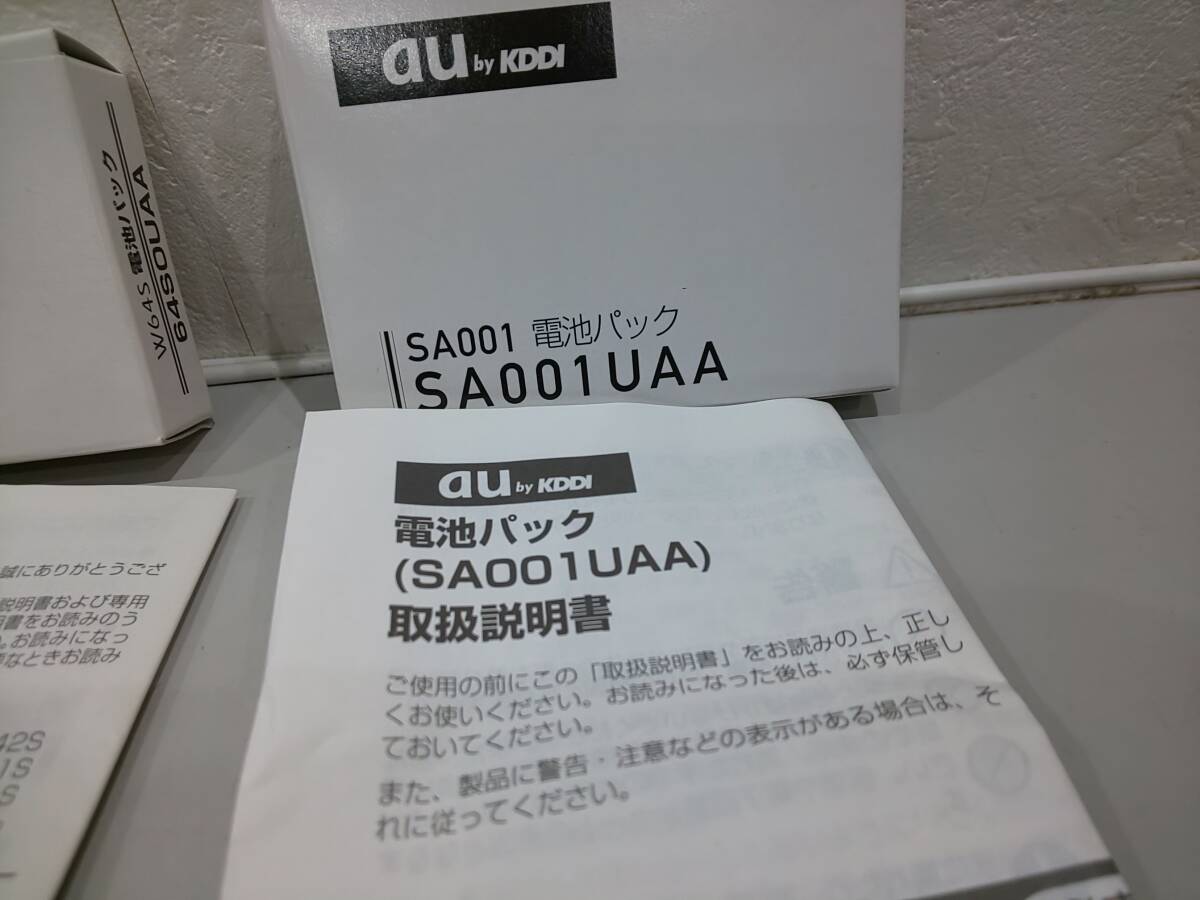 au by KDDI
SA001 電池パック
SA001UAA
W64S 電池パック
64SOUAA
au by KDDI
電池パック
(SA001UAA)
取扱説明書
ご使用の前にこの「取扱説明書」をお読みの上、正し
くお使いください。お読みになった後は、必ず保管し
ておいてください。
また、製品に警告・注意などの表示がある場合は、そ
れに従ってください。
誠にありがとうござ
説明書および専用
書をお読みのう
。お読みになっ
なときお読み
42S
1S
S
警告